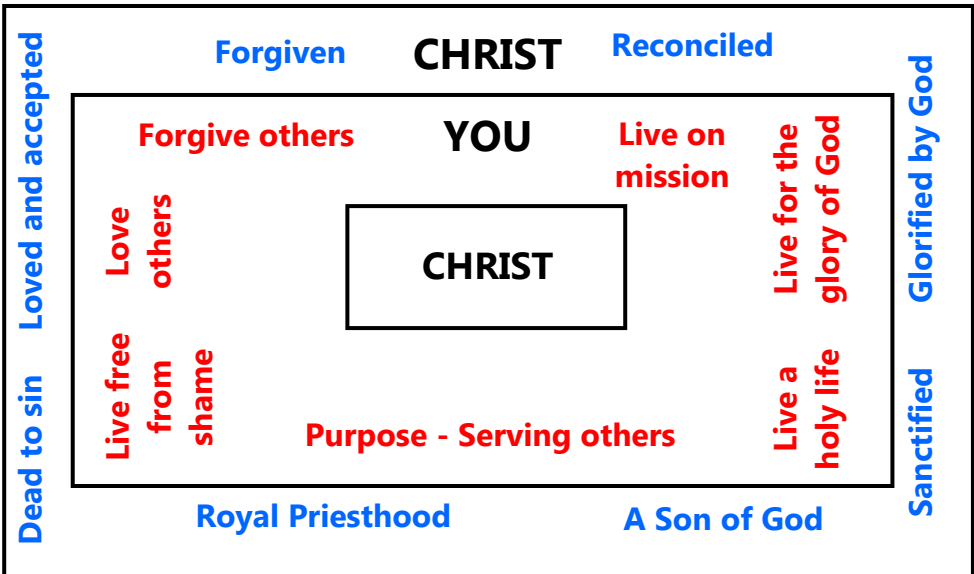 Forgiven
CHRIST
Reconciled
Loved and accepted
Dead to sin
Glorified by God
Sanctified
Forgive others
YOU
Live on
mission
Love
others
Live for the
glory of God
CHRIST
Live free
from
shame
Live a
holy life
Purpose - Serving others
Royal Priesthood
A Son of God